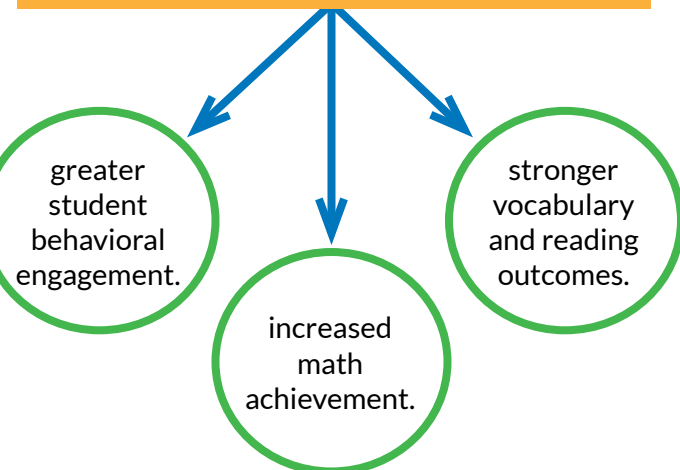 greater
student
behavioral
engagement.
increased
math
achievement.
stronger
vocabulary
and reading
outcomes.